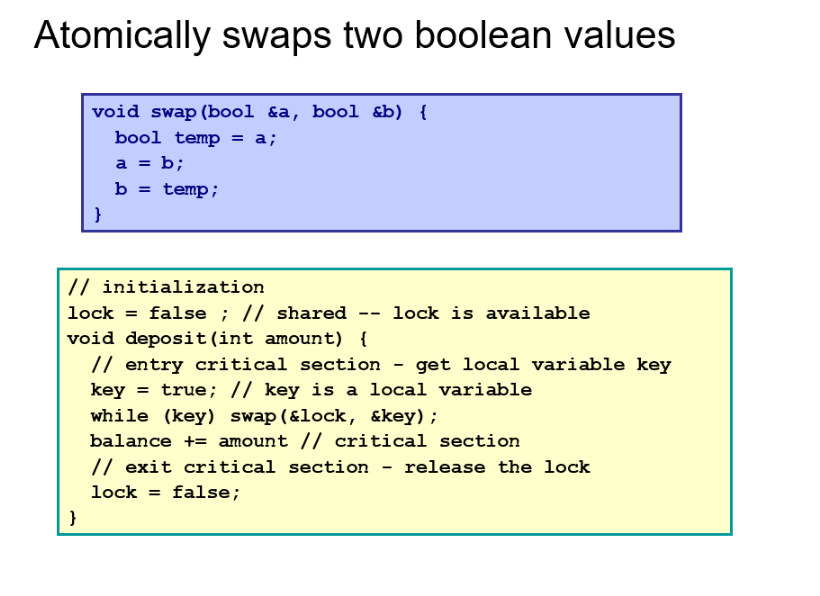 Atomically swaps two boolean values
void swap(bool &a, bool &b) {
  bool temp = a;
  a = b;
  b = temp;
}
// initialization
lock = false ; // shared -- lock is available
void deposit(int amount) {
  // entry critical section - get local variable key
  key = true; // key is a local variable
  while (key) swap(&lock, &key);
  balance += amount // critical section
  // exit critical section - release the lock
  lock = false;
}